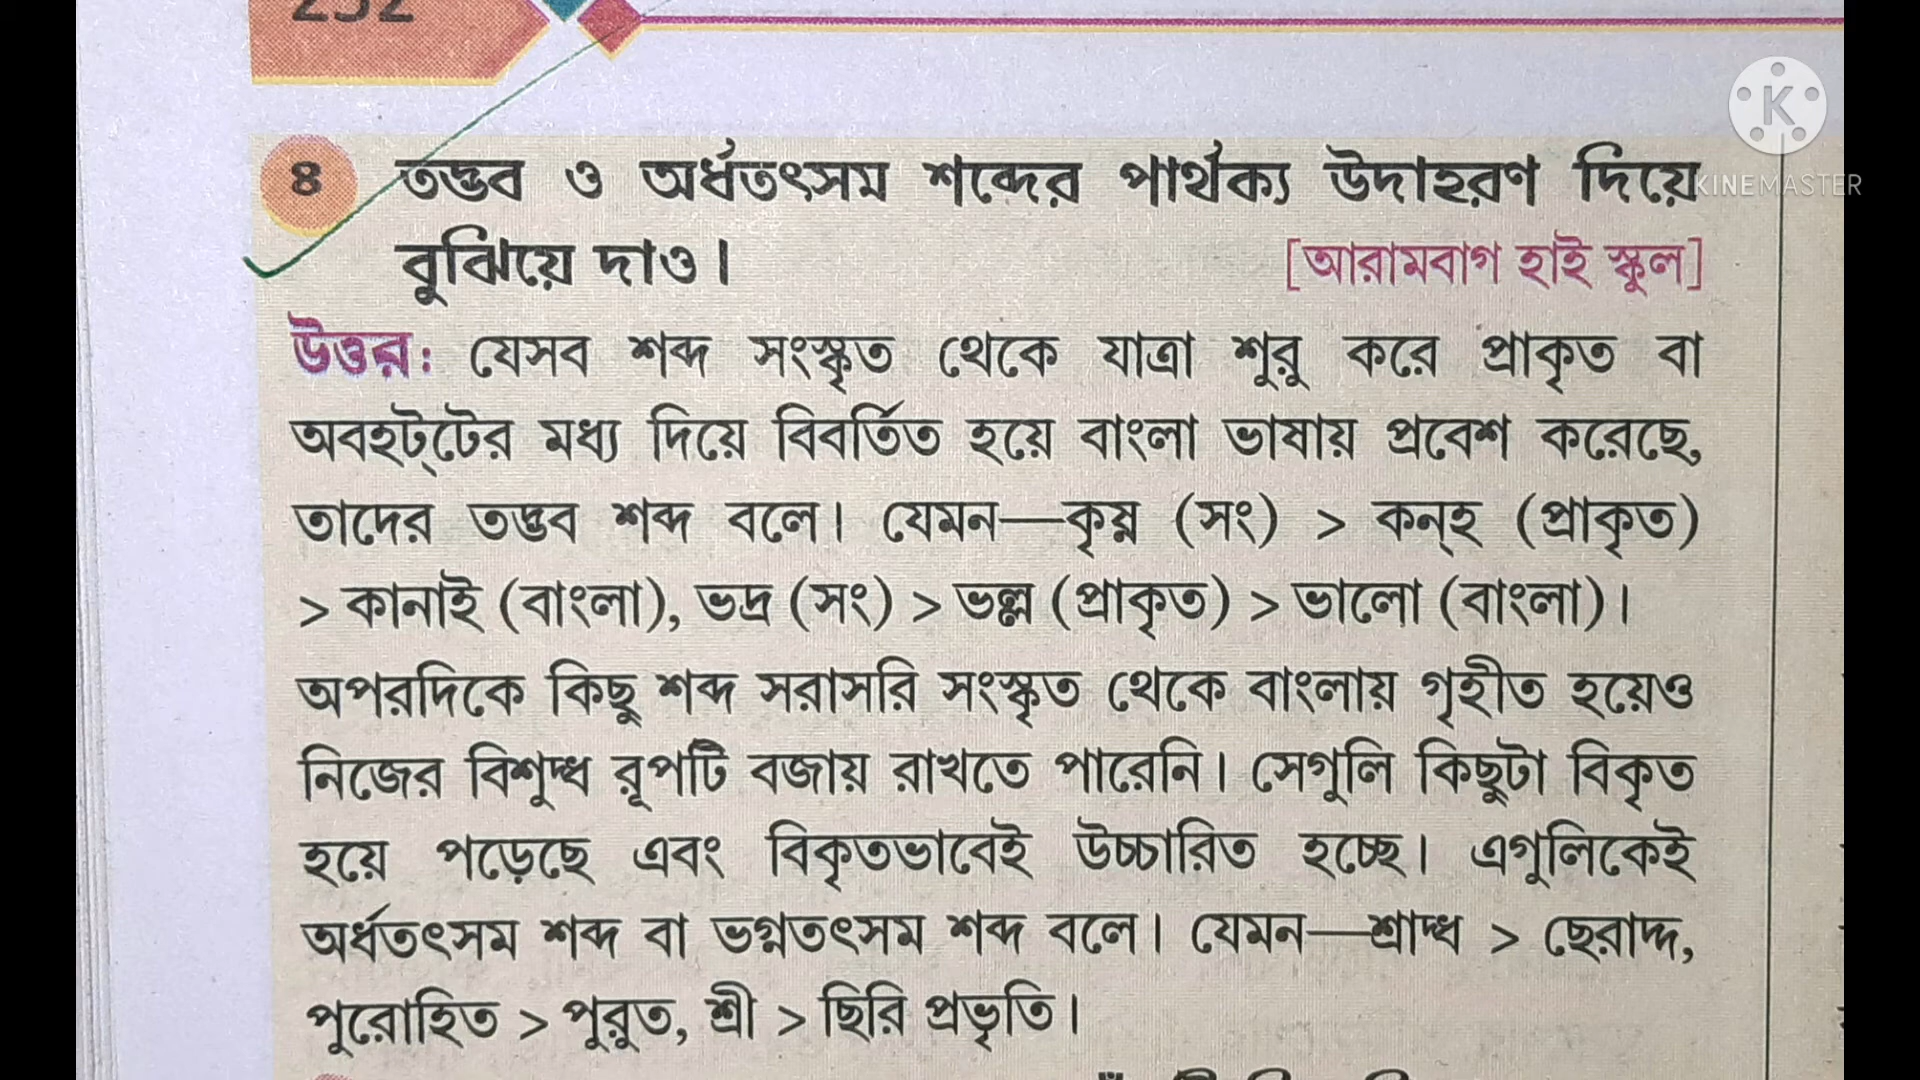 252
8 তদ্ভব ও অর্ধতৎসম শব্দের পার্থক্য উদাহরণ দিয়ে
KINEMASTER
বুঝিয়ে দাও। [আরামবাগ হাই স্কুল]
উত্তর: যেসব শব্দ সংস্কৃত থেকে যাত্রা শুরু করে প্রাকৃত বা
অবহট্‌টের মধ্য দিয়ে বিবর্তিত হয়ে বাংলা ভাষায় প্রবেশ করেছে,
তাদের তদ্ভব শব্দ বলে। যেমন—কৃষ্ণ (সং) > কন্‌হ (প্রাকৃত)
> কানাই (বাংলা), ভদ্র (সং) > ভল্ল (প্রাকৃত) > ভালো (বাংলা)।
অপরদিকে কিছু শব্দ সরাসরি সংস্কৃত থেকে বাংলায় গৃহীত হয়েও
নিজের বিশুদ্ধ রূপটি বজায় রাখতে পারেনি। সেগুলি কিছুটা বিকৃত
হয়ে পড়েছে এবং বিকৃতভাবেই উচ্চারিত হচ্ছে। এগুলিকেই
অর্ধতৎসম শব্দ বা ভগ্নতৎসম শব্দ বলে। যেমন—শ্রাদ্ধ > ছেরাদ্দ,
পুরোহিত > পুরুত, শ্রী > ছিরি প্রভৃতি।